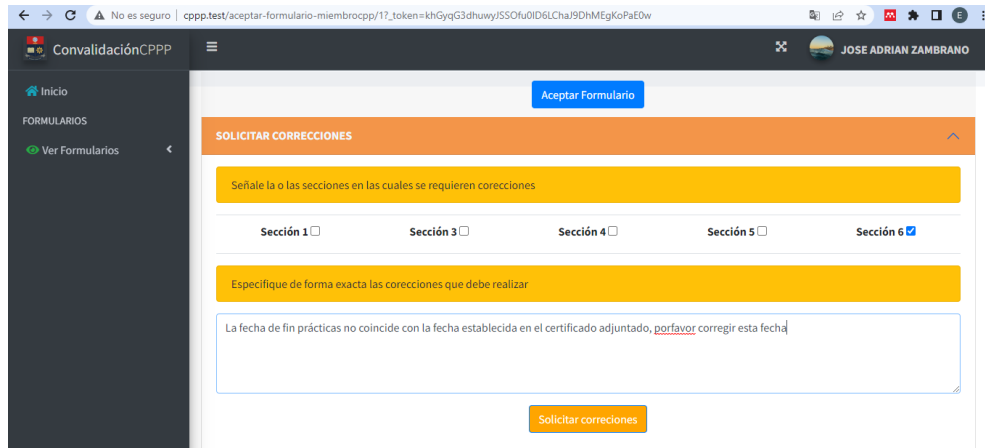 No es seguro | cppp.test/aceptar-formulario-miembrocpp/1?_token=khGyqG3dhuwyJSSOfu0ID6LChaJ9DhMEgKoPaE0w
E
ConvalidaciónCPPP
JOSE ADRIAN ZAMBRANO
Inicio
FORMULARIOS
Ver Formularios
Aceptar Formulario
SOLICITAR CORRECCIONES
Señale la o las secciones en las cuales se requieren corecciones
Sección 1 Sección 3 Sección 4 Sección 5 Sección 6
Especifique de forma exacta las corecciones que debe realizar
La fecha de fin prácticas no coincide con la fecha establecida en el certificado adjuntado, porfavor corregir esta fecha
Solicitar correciones